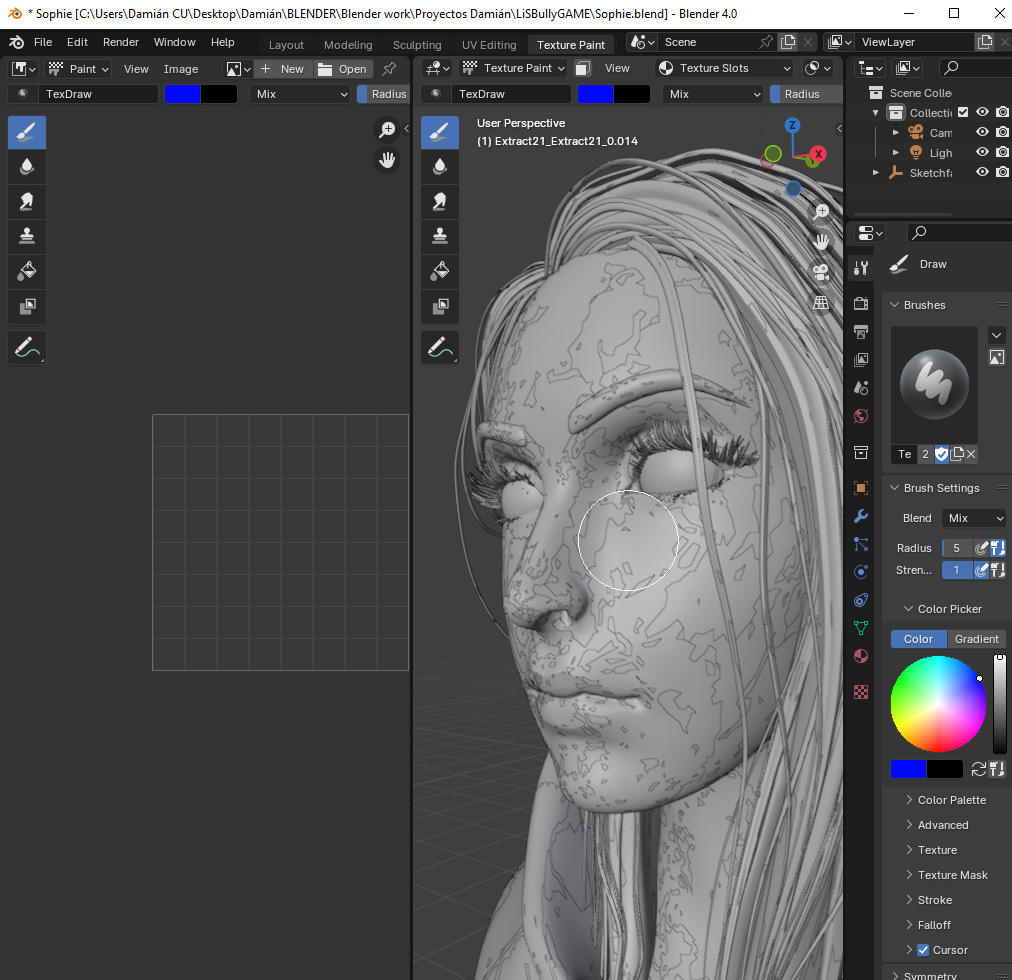 * Sophie [C:\Users\Damián CU\Desktop\Damián\BLENDER\Blender work\Proyectos Damián\LiSBullyGAME\Sophie.blend] - Blender 4.0
File Edit Render Window Help Layout Modeling Sculpting UV Editing Texture Paint Scene ViewLayer
Paint View Image New Open Texture Paint View Texture Slots
TexDraw Mix Radius TexDraw Mix Radius
User Perspective
(1) Extract21_Extract21_0.014
Z
X
Scene Colle
Collecti
Cam
Ligh
Sketchfa
Draw
Brushes
Te 2
Brush Settings
Blend Mix
Radius 5
Stren... 1
Color Picker
Color Gradient
Color Palette
Advanced
Texture
Texture Mask
Stroke
Falloff
Cursor
Symmetry